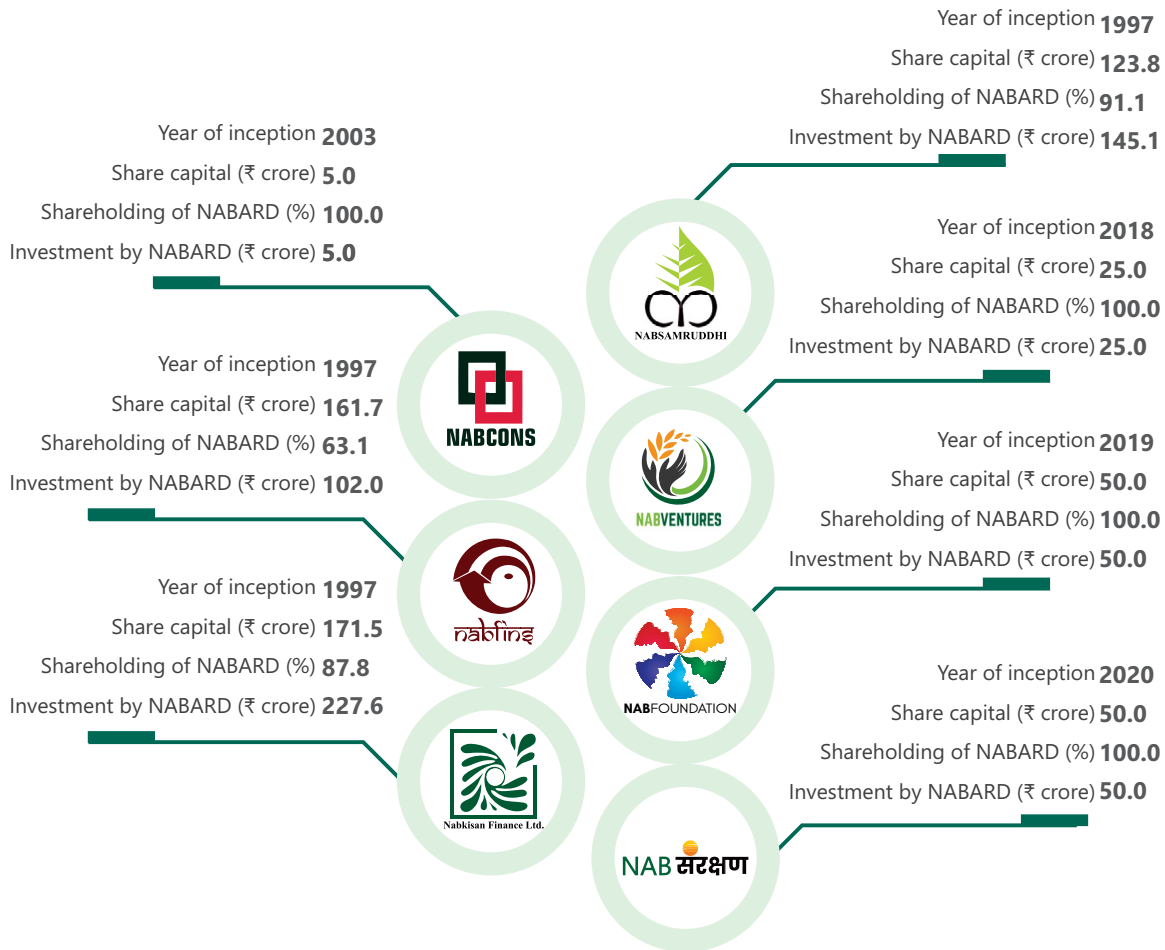 Year of inception 2003
Share capital (₹ crore) 5.0
Shareholding of NABARD (%) 100.0
Investment by NABARD (₹ crore) 5.0
NABCONS
Year of inception 1997
Share capital (₹ crore) 161.7
Shareholding of NABARD (%) 63.1
Investment by NABARD (₹ crore) 102.0
nabfins
Year of inception 1997
Share capital (₹ crore) 171.5
Shareholding of NABARD (%) 87.8
Investment by NABARD (₹ crore) 227.6
Nabkisan Finance Ltd.
Year of inception 1997
Share capital (₹ crore) 123.8
Shareholding of NABARD (%) 91.1
Investment by NABARD (₹ crore) 145.1
NABSAMRUDDHI
Year of inception 2018
Share capital (₹ crore) 25.0
Shareholding of NABARD (%) 100.0
Investment by NABARD (₹ crore) 25.0
NABVENTURES
Year of inception 2019
Share capital (₹ crore) 50.0
Shareholding of NABARD (%) 100.0
Investment by NABARD (₹ crore) 50.0
NABFOUNDATION
Year of inception 2020
Share capital (₹ crore) 50.0
Shareholding of NABARD (%) 100.0
Investment by NABARD (₹ crore) 50.0
NAB संरक्षण